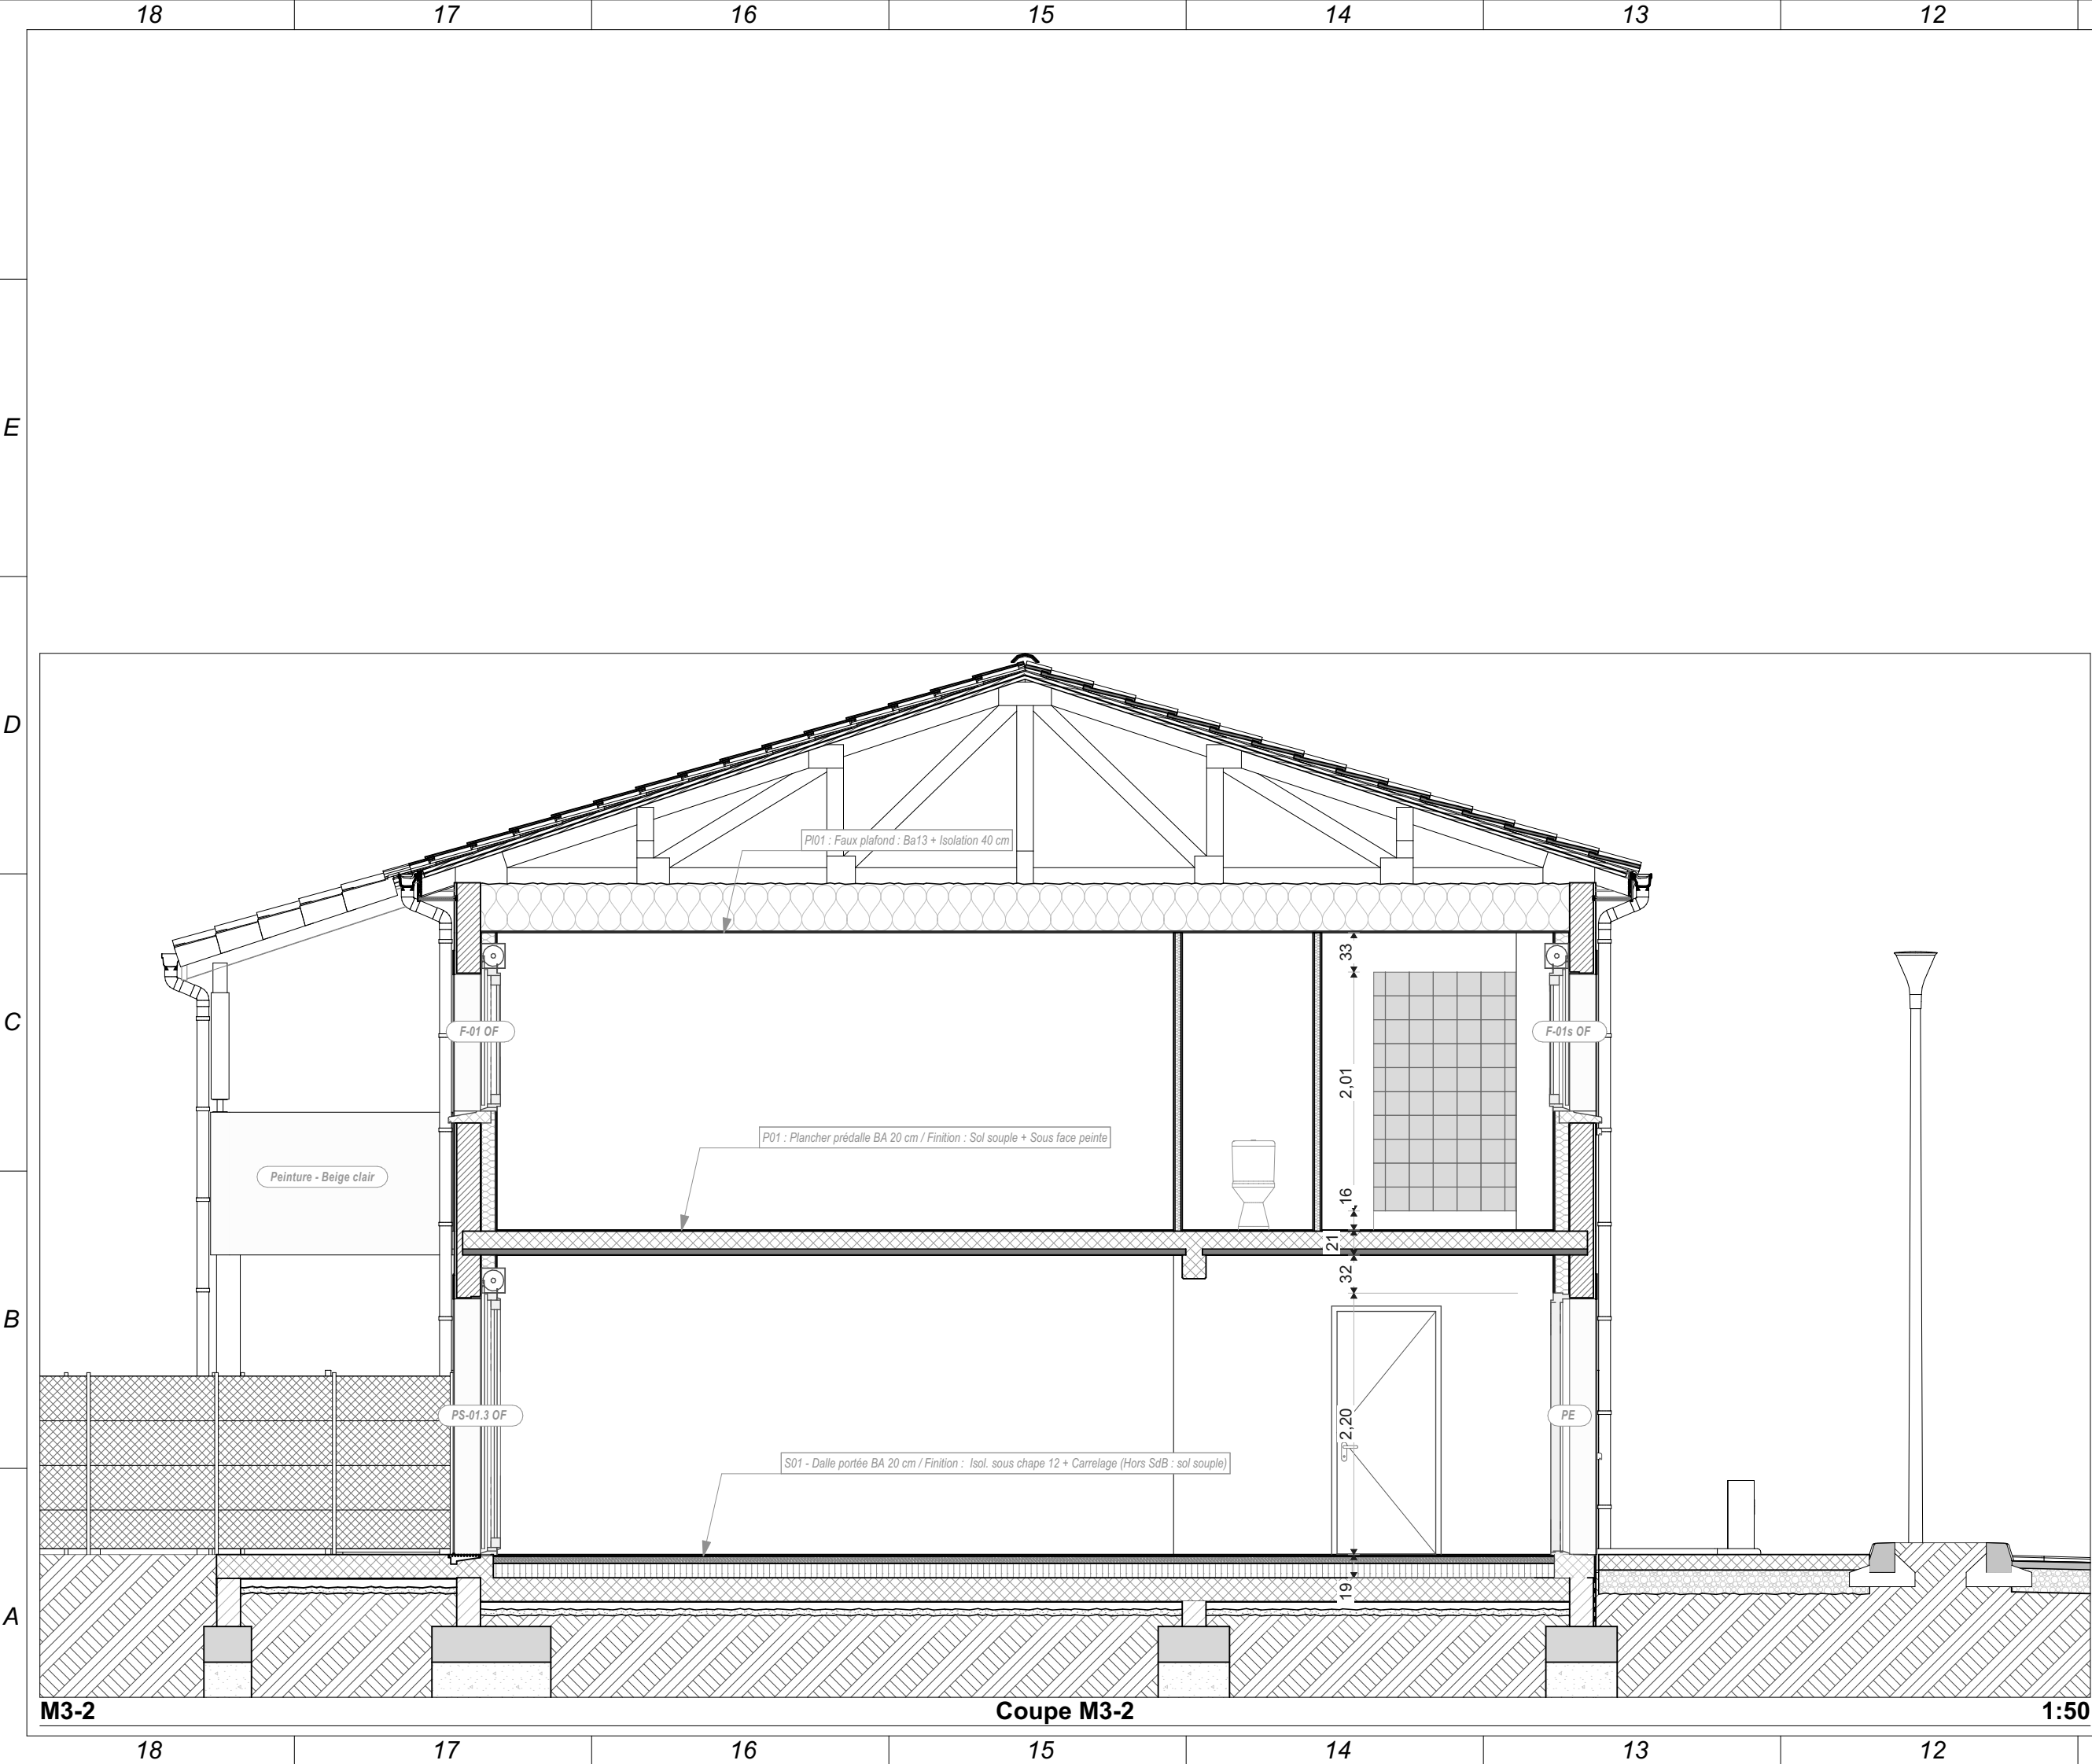 18 17 16 15 14 13 12
E
D
PI01 : Faux plafond : Ba13 + Isolation 40 cm
33
C
F-01 OF
F-01s OF
2,01
P01 : Plancher prédalle BA 20 cm / Finition : Sol souple + Sous face peinte
Peinture - Beige clair
16
21
32
B
PS-01.3 OF
2,20
PE
S01 - Dalle portée BA 20 cm / Finition : Isol. sous chape 12 + Carrelage (Hors SdB : sol souple)
19
A
M3-2
Coupe M3-2
1:50
18 17 16 15 14 13 12